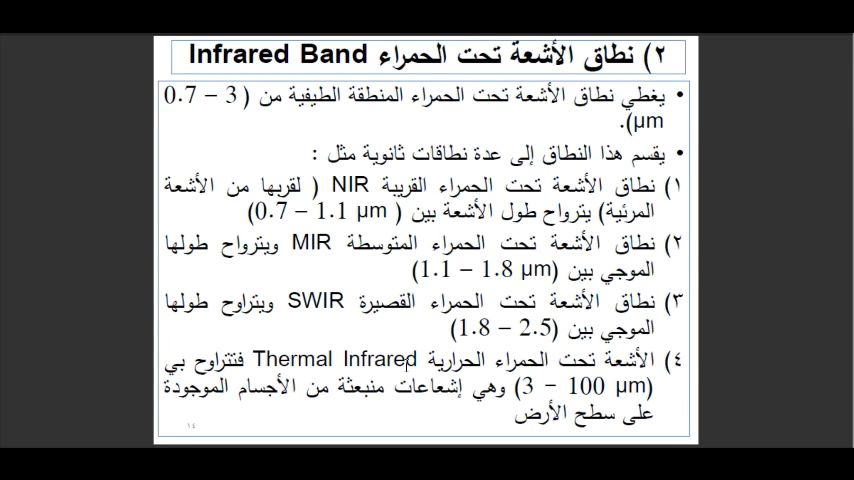 ٢) نطاق الأشعة تحت الحمراء Infrared Band
• يغطي نطاق الأشعة تحت الحمراء المنطقة الطيفية من ( 3 – 0.7
µm).
• يقسم هذا النطاق إلى عدة نطاقات ثانوية مثل :
١) نطاق الأشعة تحت الحمراء القريبة NIR ( لقربها من الأشعة
المرئية) يترواح طول الأشعة بين ( 0.7 – 1.1 µm)
٢) نطاق الأشعة تحت الحمراء المتوسطة MIR ويترواح طولها
الموجي بين (1.1 – 1.8 µm)
٣) نطاق الأشعة تحت الحمراء القصيرة SWIR ويتراوح طولها
الموجي بين (1.8 – 2.5)
٤) الأشعة تحت الحمراء الحرارية Thermal Infrared فتتراوح بي
(3 – 100 µm) وهي إشعاعات منبعثة من الأجسام الموجودة
على سطح الأرض
١٤